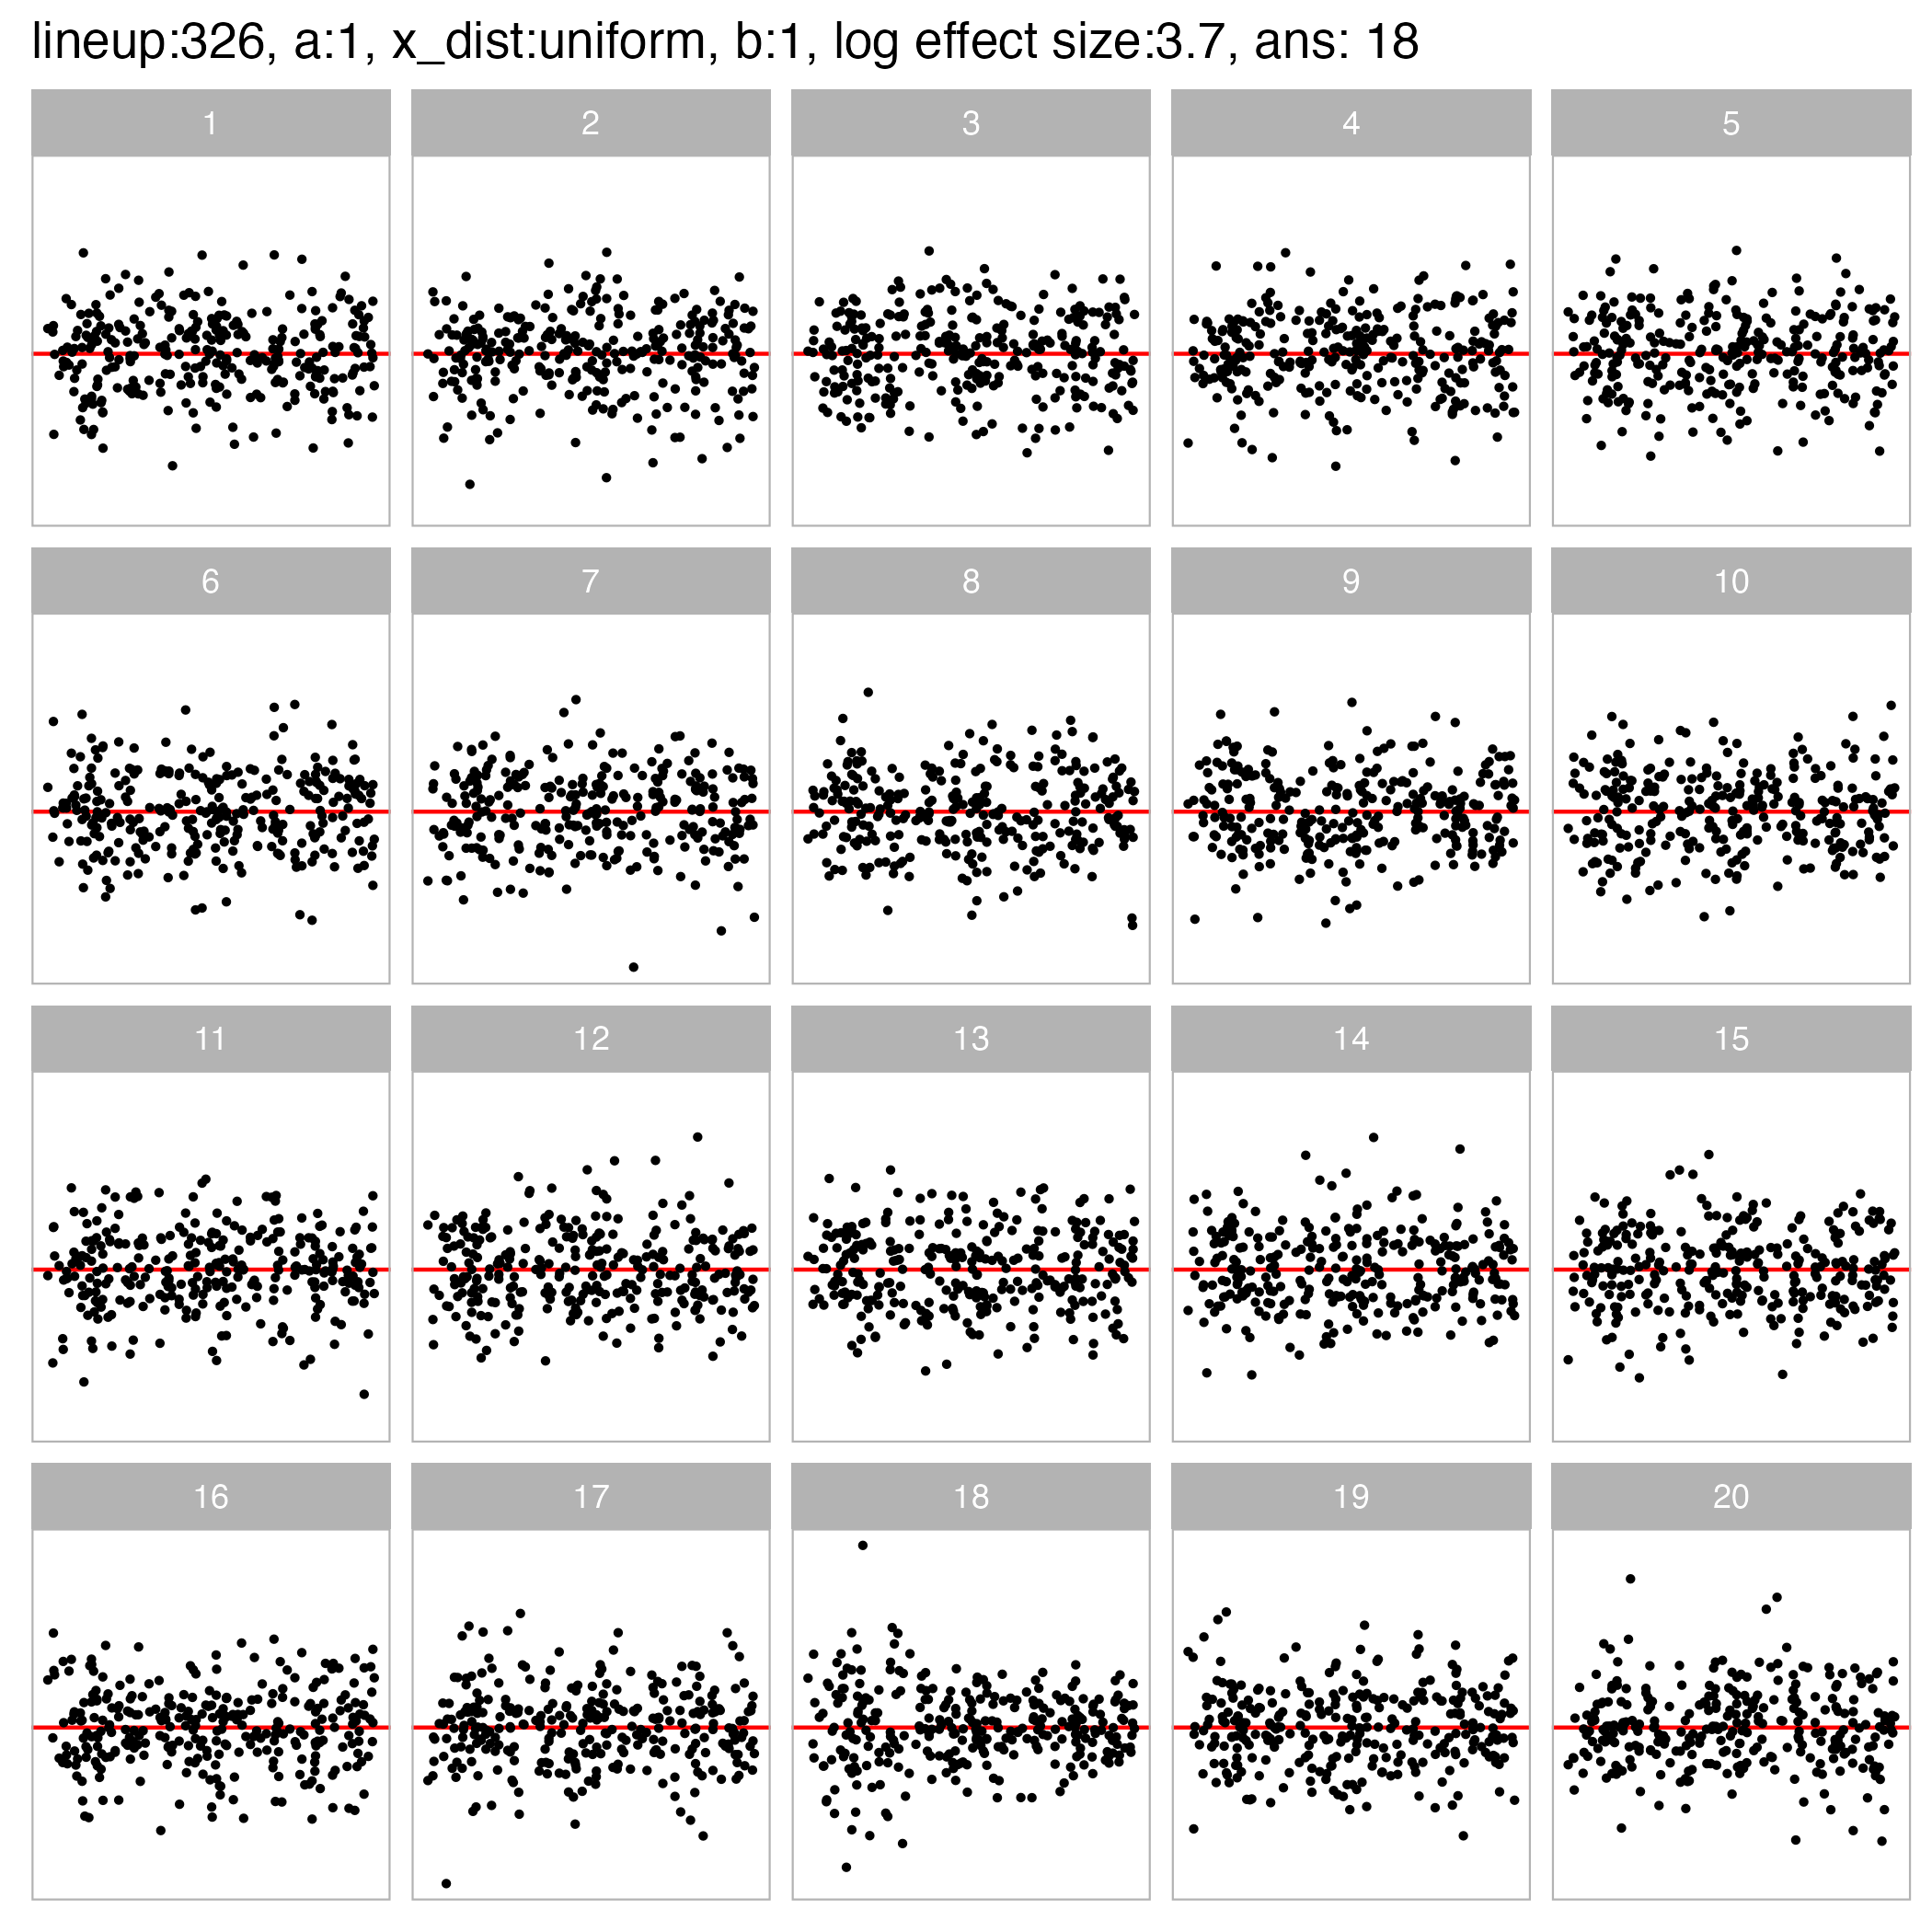 lineup:326, a:1, x_dist:uniform, b:1, log effect size:3.7, ans: 18
1 2 3 4 5
6 7 8 9 10
11 12 13 14 15
16 17 18 19 20